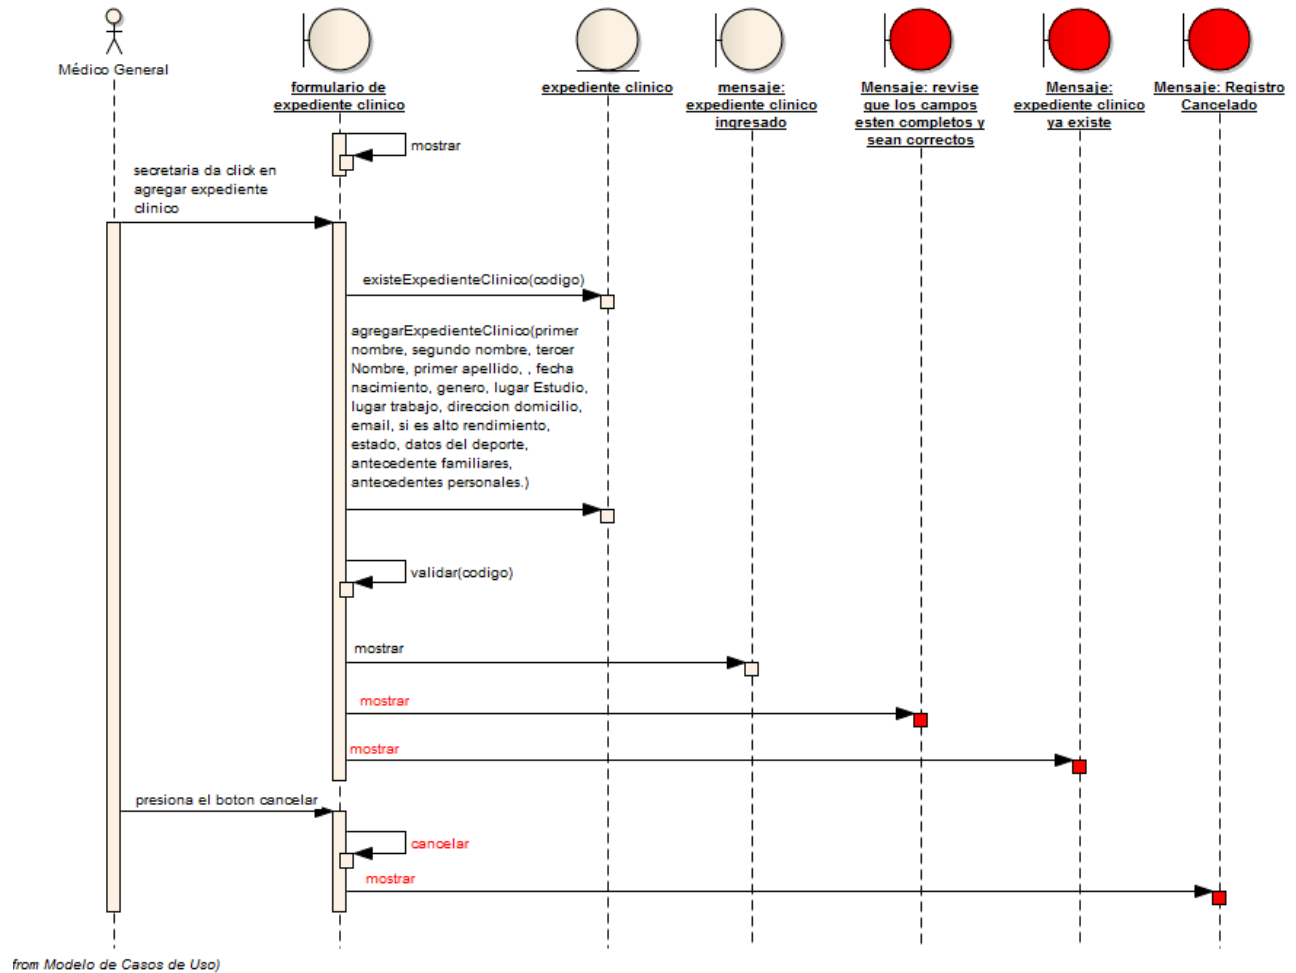 Médico General
formulario de
expediente clinico
expediente clinico
mensaje:
expediente clinico
ingresado
Mensaje: revise
que los campos
esten completos y
sean correctos
Mensaje:
expediente clinico
ya existe
Mensaje: Registro
Cancelado
mostrar
secretaria da click en
agregar expediente
clinico
existeExpedienteClinico(codigo)
agregarExpedienteClinico(primer
nombre, segundo nombre, tercer
Nombre, primer apellido, , fecha
nacimiento, genero, lugar Estudio,
lugar trabajo, direccion domicilio,
email, si es alto rendimiento,
estado, datos del deporte,
antecedente familiares,
antecedentes personales.)
validar(codigo)
mostrar
mostrar
mostrar
presiona el boton cancelar
cancelar
mostrar
from Modelo de Casos de Uso)